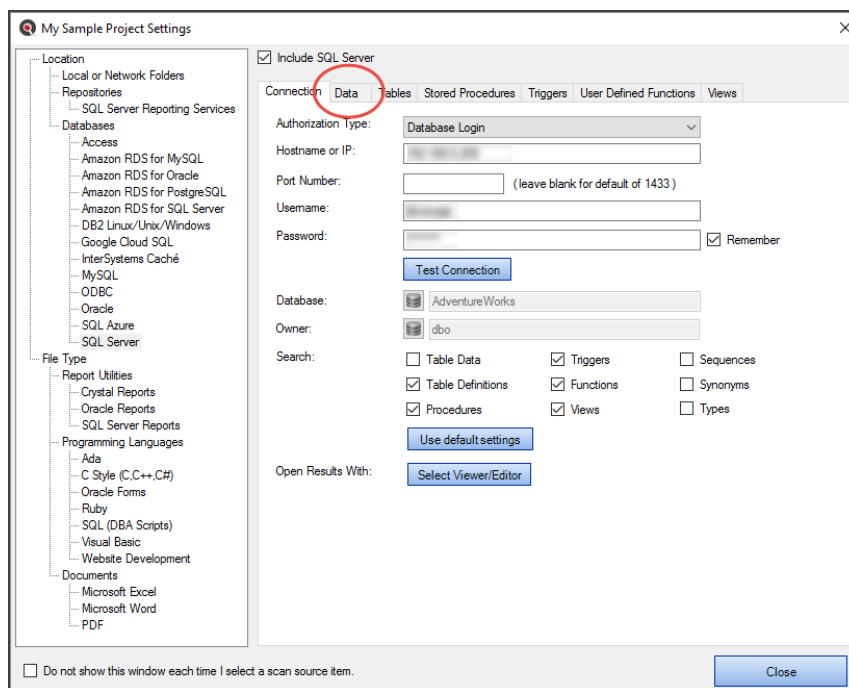 My Sample Project Settings
Location
Local or Network Folders
Repositories
SQL Server Reporting Services
Databases
Access
Amazon RDS for MySQL
Amazon RDS for Oracle
Amazon RDS for PostgreSQL
Amazon RDS for SQL Server
DB2 Linux/Unix/Windows
Google Cloud SQL
InterSystems Caché
MySQL
ODBC
Oracle
SQL Azure
SQL Server
File Type
Report Utilities
Crystal Reports
Oracle Reports
SQL Server Reports
Programming Languages
Ada
C Style (C,C++,C#)
Oracle Forms
Ruby
SQL (DBA Scripts)
Visual Basic
Website Development
Documents
Microsoft Excel
Microsoft Word
PDF
Include SQL Server
Connection Data Tables Stored Procedures Triggers User Defined Functions Views
Authorization Type: Database Login
Hostname or IP:
Port Number: (leave blank for default of 1433 )
Username:
Password: Remember
Test Connection
Database: AdventureWorks
Owner: dbo
Search: Table Data Triggers Sequences
Table Definitions Functions Synonyms
Procedures Views Types
Use default settings
Open Results With: Select Viewer/Editor
Do not show this window each time I select a scan source item.
Close